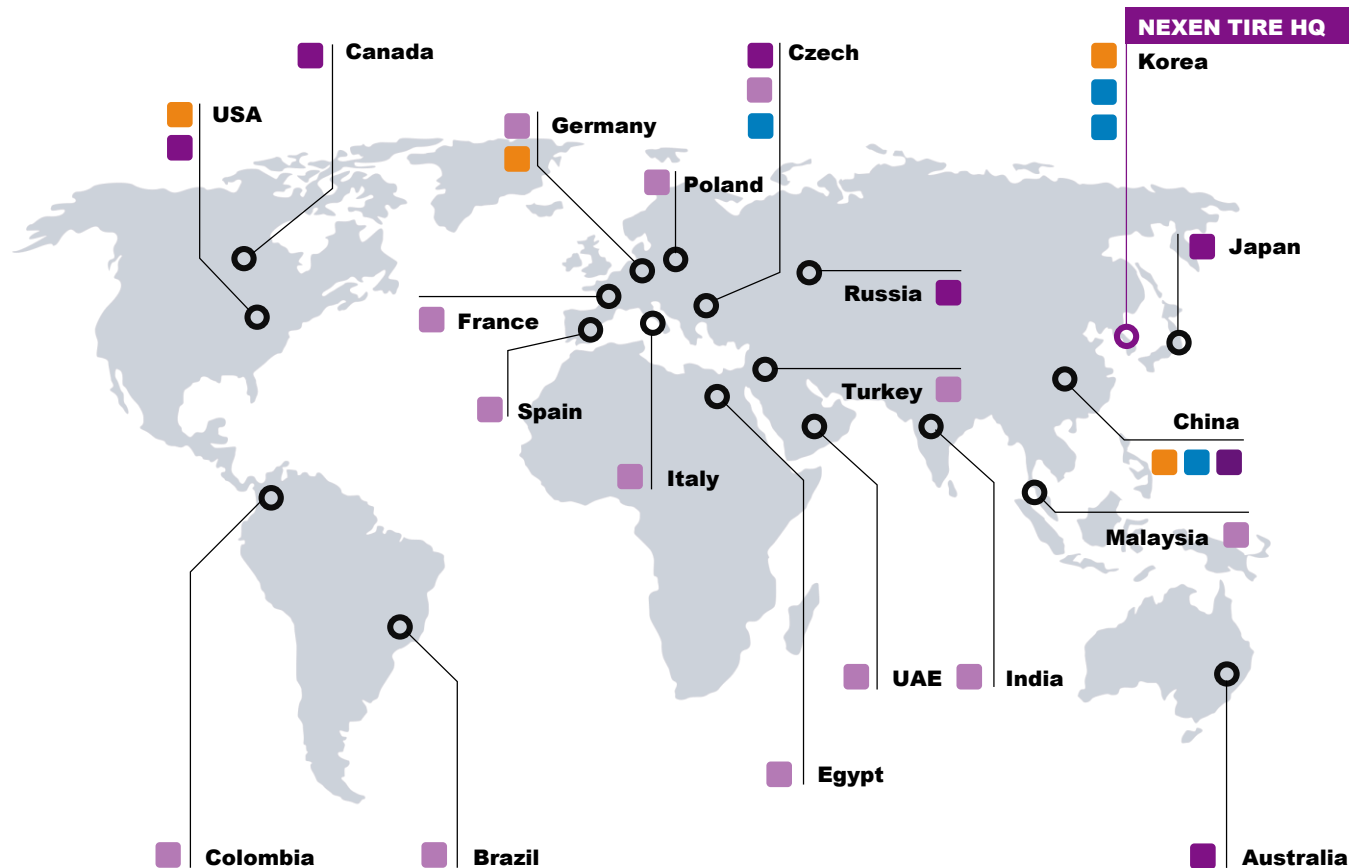 NEXEN TIRE HQ
Canada
Czech
Korea
USA
Germany
Poland
Japan
Russia
France
Turkey
Spain
China
Italy
Malaysia
UAE
India
Egypt
Colombia
Brazil
Australia